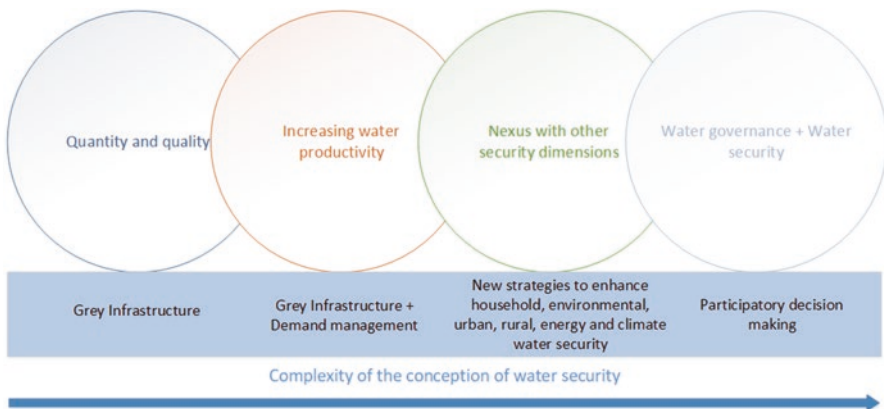 Quantity and quality
Increasing water
productivity
Nexus with other
security dimensions
Water governance + Water
security
Grey Infrastructure
Grey Infrastructure +
Demand management
New strategies to enhance
household, environmental,
urban, rural, energy and climate
water security
Participatory decision
making
Complexity of the conception of water security